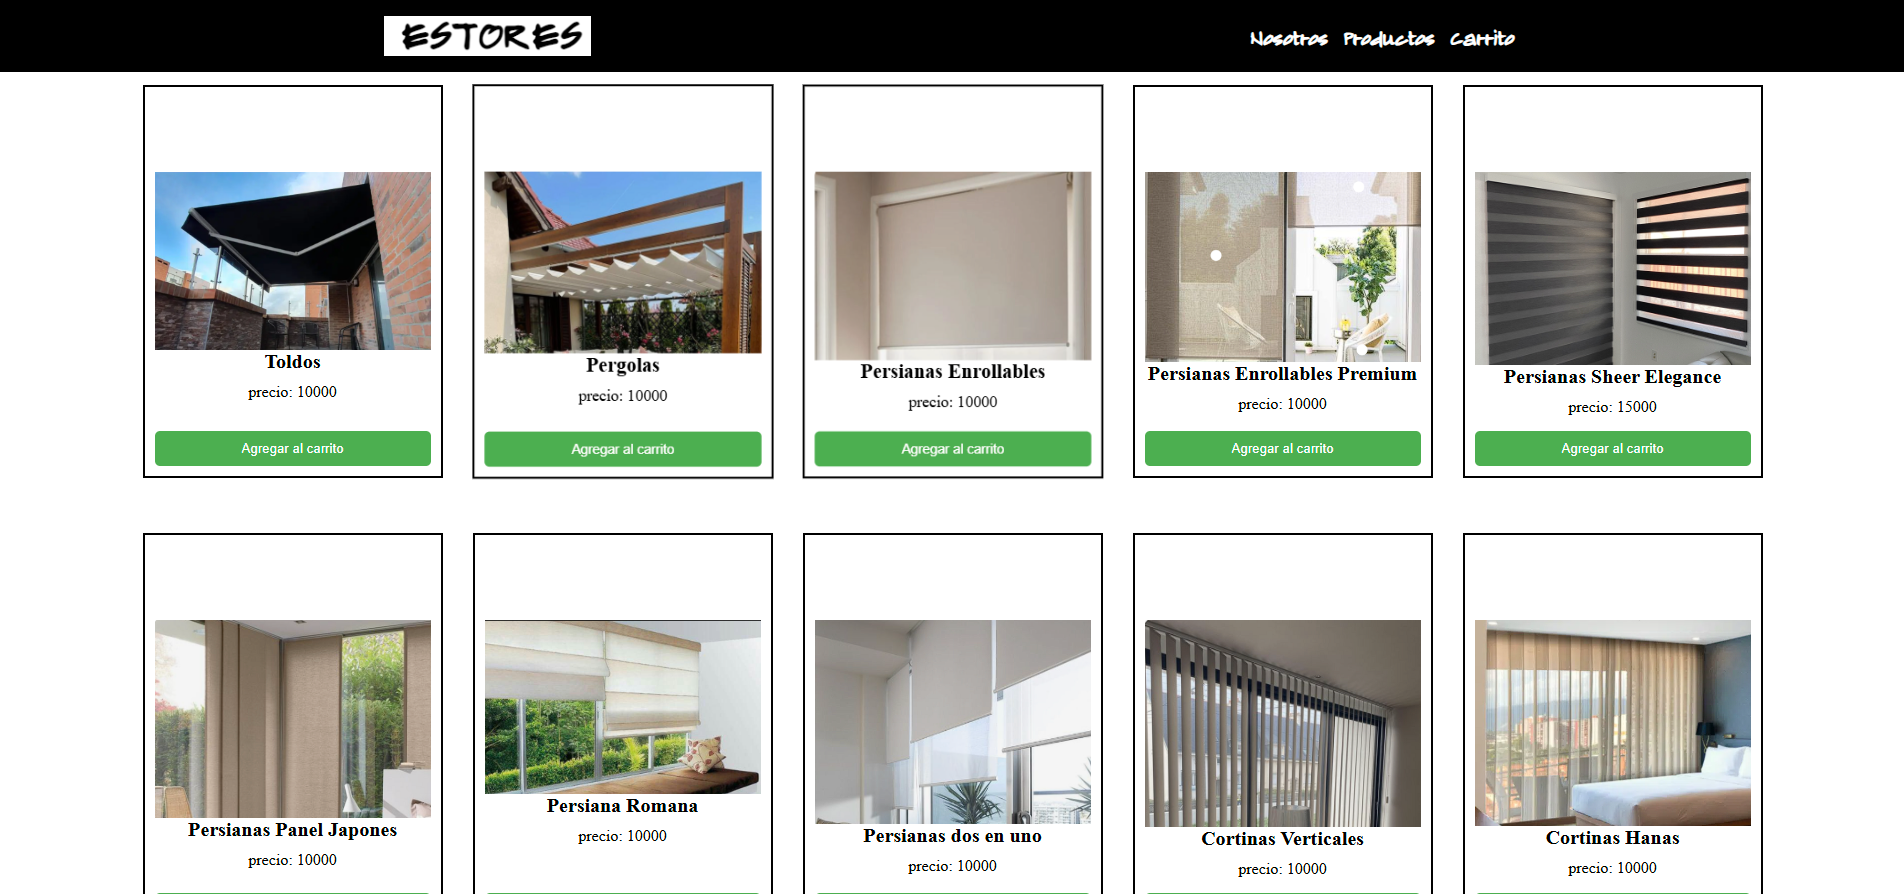 ESTORES
Nosotros Productos Carrito
Toldos
precio: 10000
Agregar al carrito
Pergolas
precio: 10000
Agregar al carrito
Persianas Enrollables
precio: 10000
Agregar al carrito
Persianas Enrollables Premium
precio: 10000
Agregar al carrito
Persianas Sheer Elegance
precio: 15000
Agregar al carrito
Persianas Panel Japones
precio: 10000
Persiana Romana
precio: 10000
Persianas dos en uno
precio: 10000
Cortinas Verticales
precio: 10000
Cortinas Hanas
precio: 10000